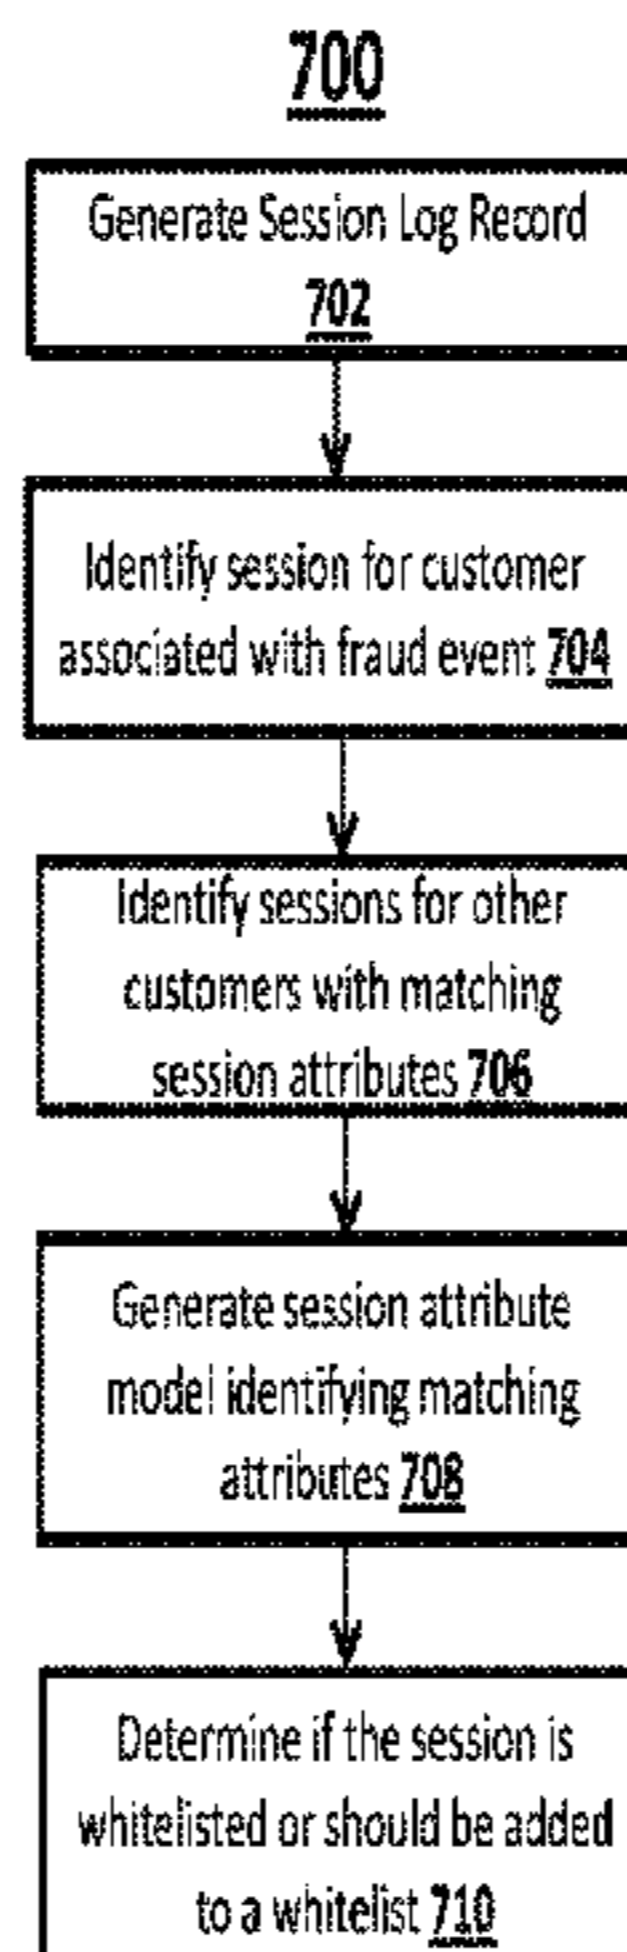 700
Generate Session Log Record
702
Identify session for customer
associated with fraud event 704
Identify sessions for other
customers with matching
session attributes 706
Generate session attribute
model identifying matching
attributes 708
Determine if the session is
whitelisted or should be added
to a whitelist 710